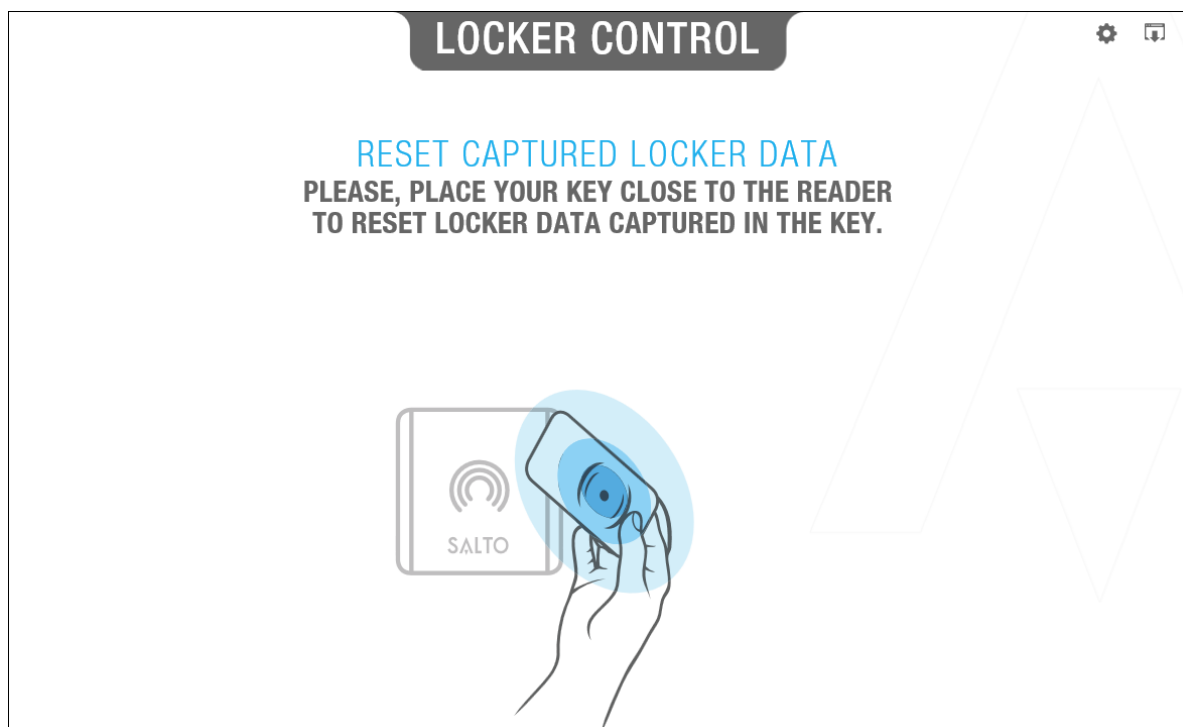 LOCKER CONTROL
RESET CAPTURED LOCKER DATA
PLEASE, PLACE YOUR KEY CLOSE TO THE READER
TO RESET LOCKER DATA CAPTURED IN THE KEY.
SALTO